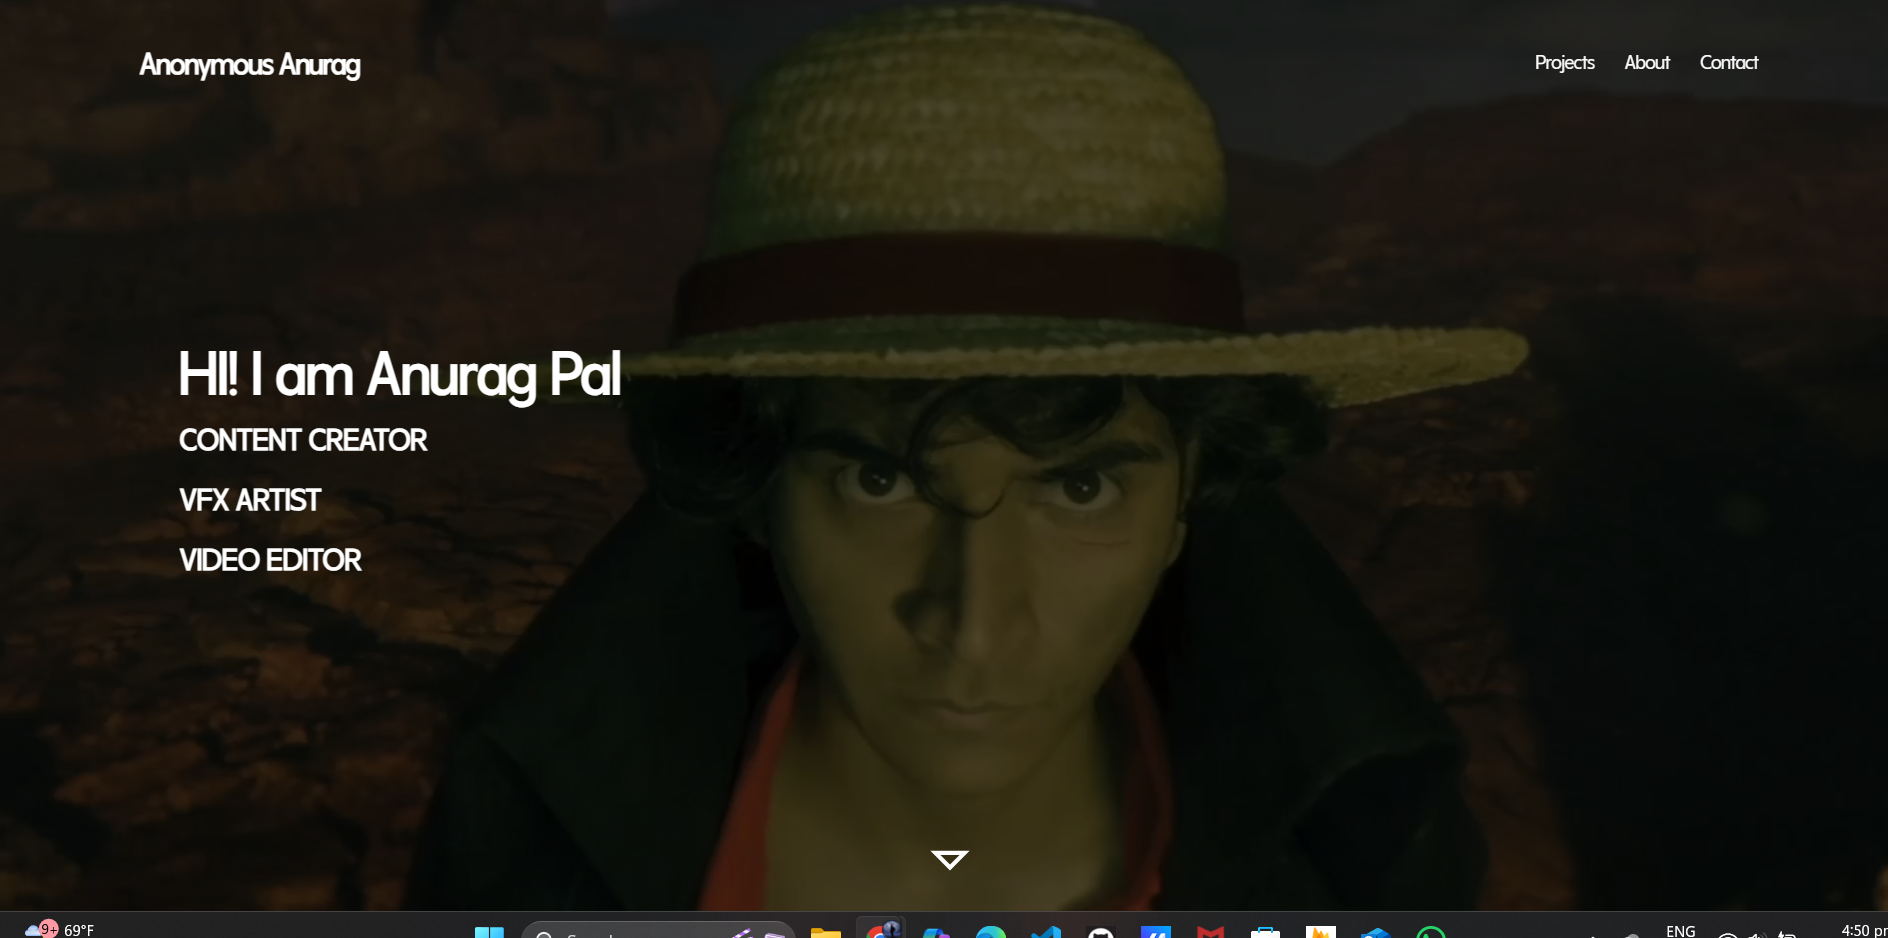 Anonymous Anurag
Projects About Contact
HI! I am Anurag Pal
CONTENT CREATOR
VFX ARTIST
VIDEO EDITOR
9+ 69°F
ENG
4:50